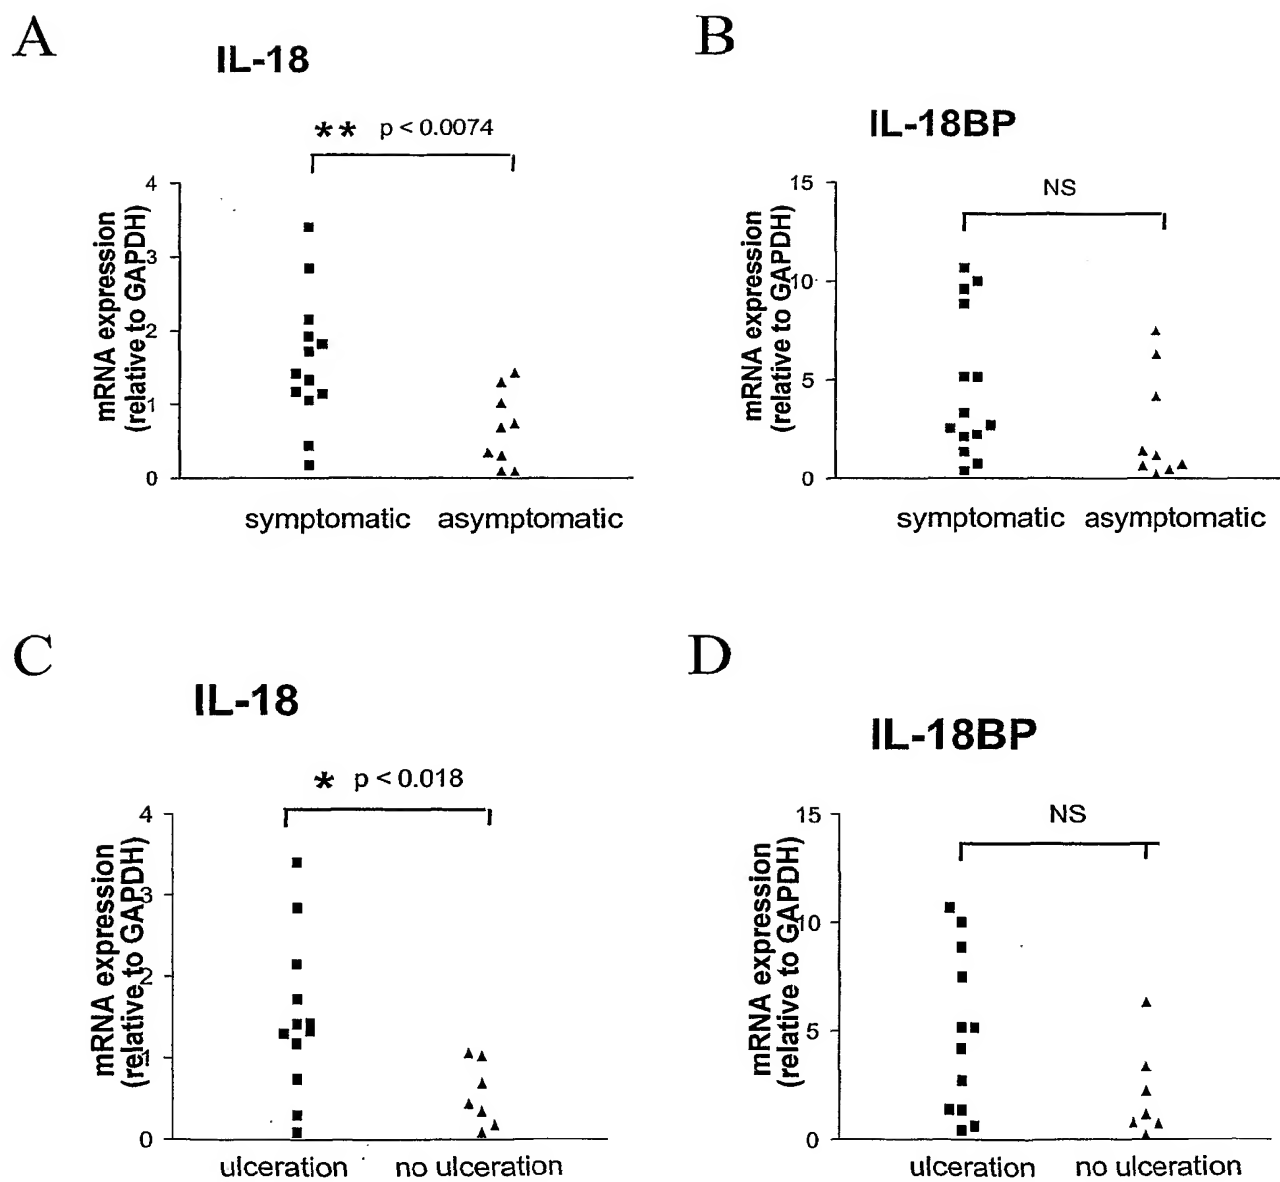 A
IL-18
** p < 0.0074
mRNA expression
(relative to GAPDH)
4
3
2
1
0
symptomatic asymptomatic
B
IL-18BP
NS
mRNA expression
(relative to GAPDH)
15
10
5
0
symptomatic asymptomatic
C
IL-18
* p < 0.018
mRNA expression
(relative to GAPDH)
4
3
2
1
0
ulceration no ulceration
D
IL-18BP
NS
mRNA expression
(relative to GAPDH)
15
10
5
0
ulceration no ulceration